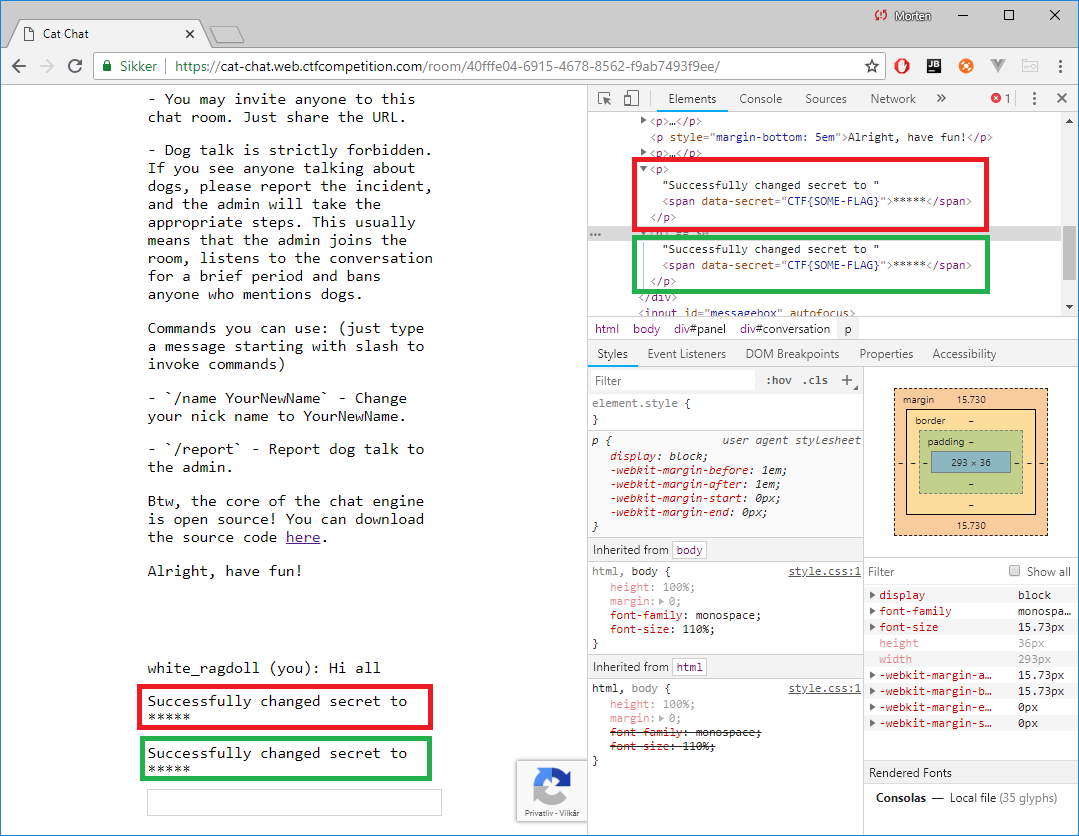 Morten
Cat Chat
Sikker
https://cat-chat.web.ctfcompetition.com/room/40fffe04-6915-4678-8562-f9ab7493f9ee/
JB
- You may invite anyone to this
chat room. Just share the URL.
- Dog talk is strictly forbidden.
If you see anyone talking about
dogs, please report the incident,
and the admin will take the
appropriate steps. This usually
means that the admin joins the
room, listens to the conversation
for a brief period and bans
anyone who mentions dogs.
Commands you can use: (just type
a message starting with slash to
invoke commands)
- `/name YourNewName` - Change
your nick name to YourNewName.
- `/report` - Report dog talk to
the admin.
Btw, the core of the chat engine
is open source! You can download
the source code here.
Alright, have fun!
white_ragdoll (you): Hi all
Successfully changed secret to
*****
Successfully changed secret to
*****
Privatliv - Vilkår
Elements Console Sources Network » 1
<p>…</p>
<p style="margin-bottom: 5em">Alright, have fun!</p>
<p>…</p>
<p>
"Successfully changed secret to "
<span data-secret="CTF{SOME-FLAG}">*****</span>
</p>
"Successfully changed secret to "
<span data-secret="CTF{SOME-FLAG}">*****</span>
</p>
</div>
<input id="messagebox" autofocus>
html body div#panel div#conversation p
Styles Event Listeners DOM Breakpoints Properties Accessibility
Filter :hov .cls +
element.style {
}
p { user agent stylesheet
display: block;
-webkit-margin-before: 1em;
-webkit-margin-after: 1em;
-webkit-margin-start: 0px;
-webkit-margin-end: 0px;
}
Inherited from body
html, body { style.css:1
height: 100%;
margin: 0;
font-family: monospace;
font-size: 110%;
}
Inherited from html
html, body { style.css:1
height: 100%;
margin: 0;
font-family: monospace;
font-size: 110%;
}
margin 15.730
border –
padding –
– – – 293 × 36 – – –
–
–
15.730
Filter Show all
display block
font-family monospa…
font-size 15.73px
height 36px
width 293px
-webkit-margin-a… 15.73px
-webkit-margin-b… 15.73px
-webkit-margin-e… 0px
-webkit-margin-s… 0px
Rendered Fonts
Consolas — Local file (35 glyphs)